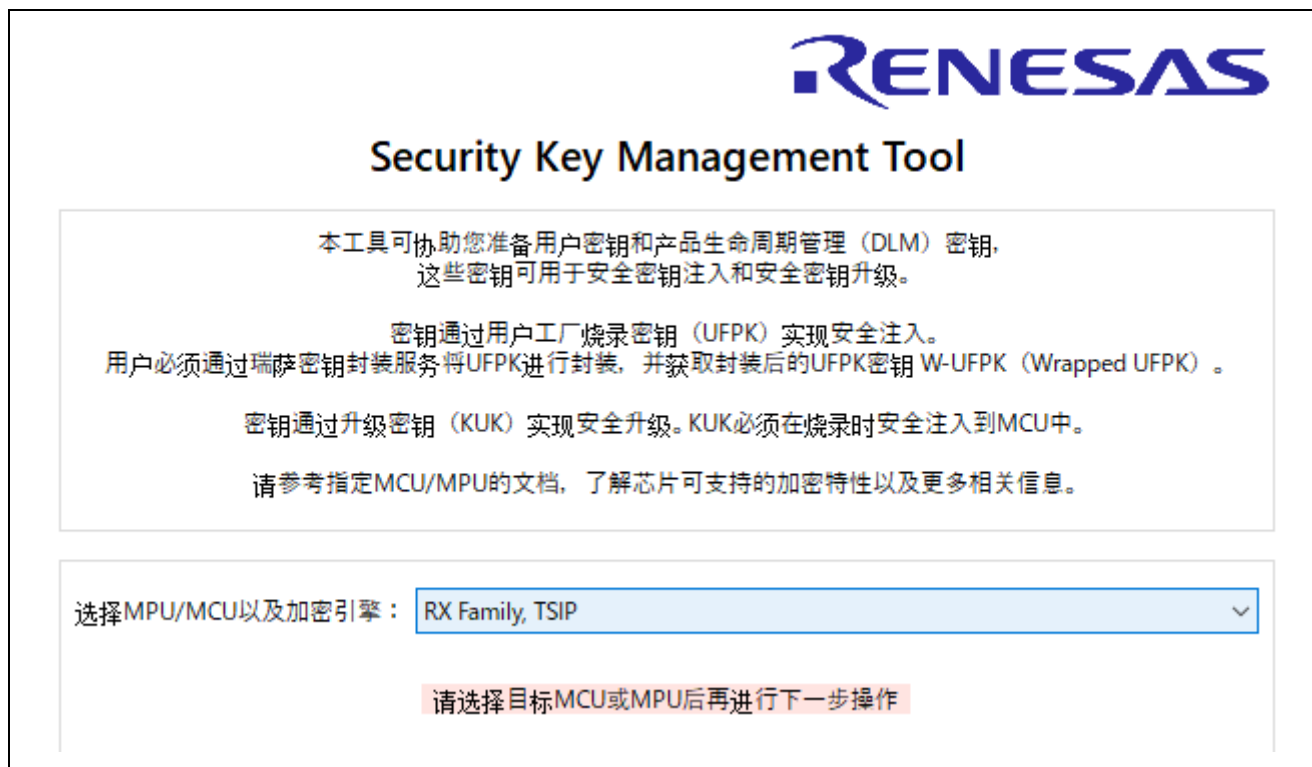 RENESAS
Security Key Management Tool
本工具可协助您准备用户密钥和产品生命周期管理（DLM）密钥,
这些密钥可用于安全密钥注入和安全密钥升级。
密钥通过用户工厂烧录密钥（UFPK）实现安全注入。
用户必须通过瑞萨密钥封装服务将UFPK进行封装, 并获取封装后的UFPK密钥 W-UFPK（Wrapped UFPK）。
密钥通过升级密钥（KUK）实现安全升级。KUK必须在烧录时安全注入到MCU中。
请参考指定MCU/MPU的文档, 了解芯片可支持的加密特性以及更多相关信息。
选择MPU/MCU以及加密引擎： RX Family, TSIP
请选择目标MCU或MPU后再进行下一步操作